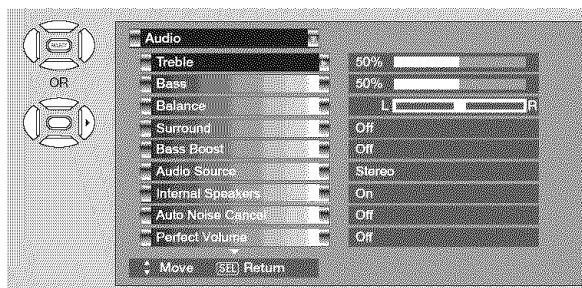 Audio
SELECT
Treble 50%
OR
Bass 50%
Balance L R
Surround Off
Bass Boost Off
Audio Source Stereo
Internal Speakers On
Auto Noise Cancel Off
Perfect Volume Off
Move SEL Return